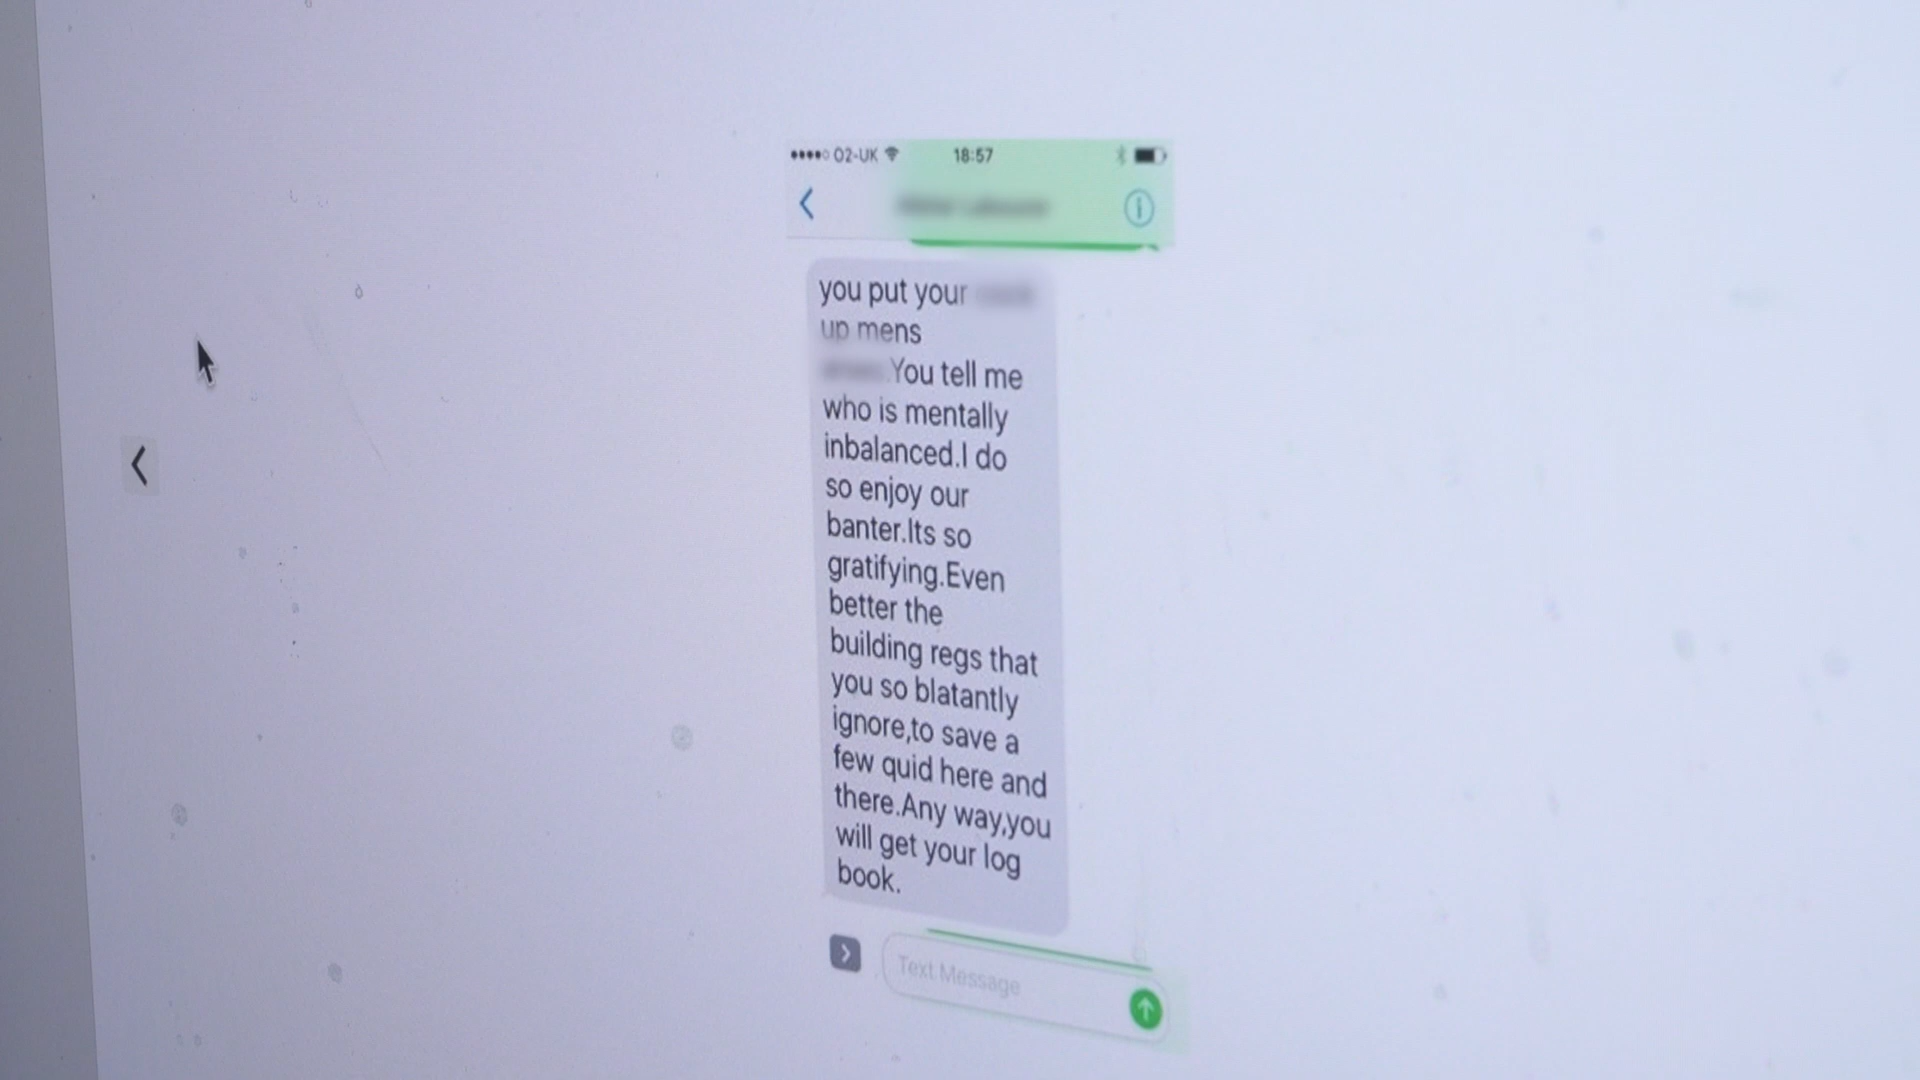 O2-UK 18:57
you put your
up mens
.You tell me
who is mentally
inbalanced.I do
so enjoy our
banter.Its so
gratifying.Even
better the
building regs that
you so blatantly
ignore,to save a
few quid here and
there.Any way,you
will get your log
book.
Text Message